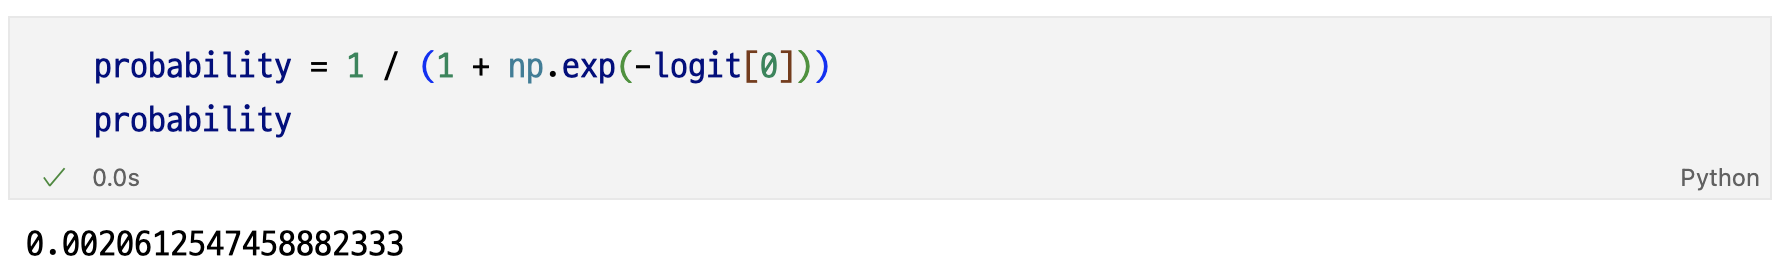 probability = 1 / (1 + np.exp(-logit[0]))
probability
✓ 0.0s Python
0.0020612547458882333